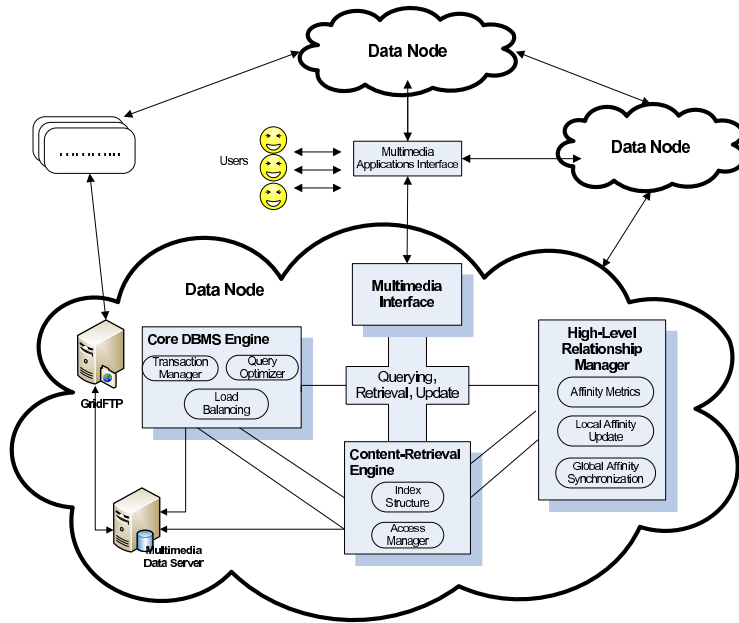 Data Node
............
Users
Multimedia
Applications Interface
Data Node
Data Node
Multimedia
Interface
Core DBMS Engine
Transaction
Manager
Query
Optimizer
Load
Balancing
High-Level
Relationship
Manager
Affinity Metrics
Local Affinity
Update
Global Affinity
Synchronization
Querying,
Retrieval, Update
GridFTP
Content-Retrieval
Engine
Index
Structure
Access
Manager
Multimedia
Data Server